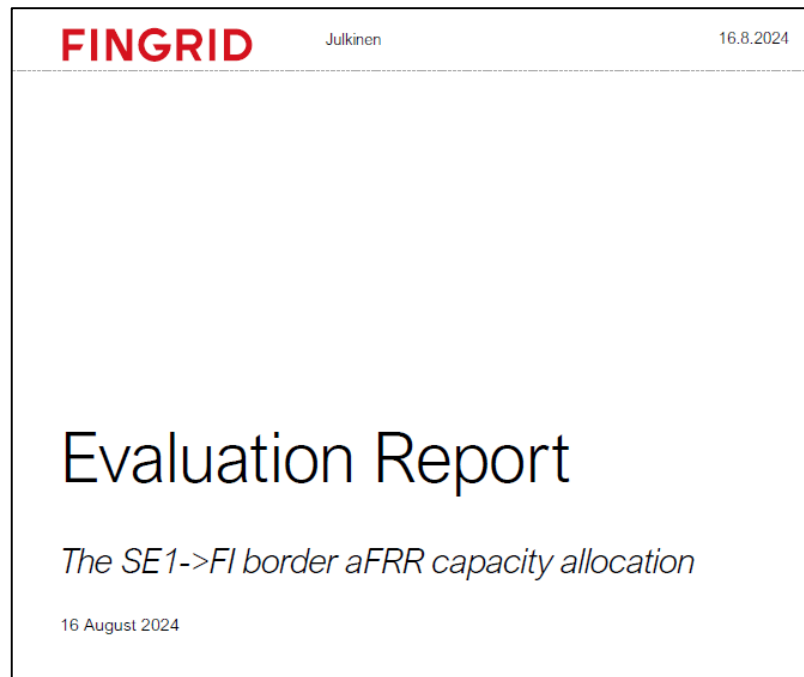 FINGRID Julkinen 16.8.2024
Evaluation Report
The SE1->FI border aFRR capacity allocation
16 August 2024